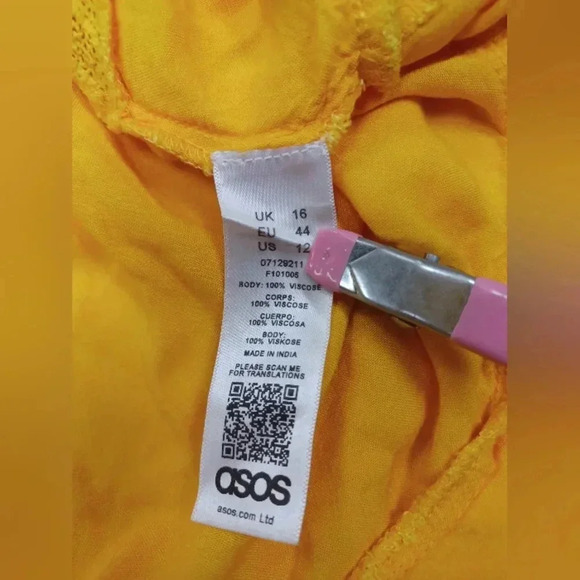 UK 16
EU 44
US 12
07129211
F101005
BODY: 100% VISCOSE
CORPS:
100% VISCOSE
CUERPO:
100% VISCOSA
BODY:
100% VISKOSE
MADE IN INDIA
PLEASE SCAN ME
FOR TRANSLATIONS
asos
asos.com Ltd